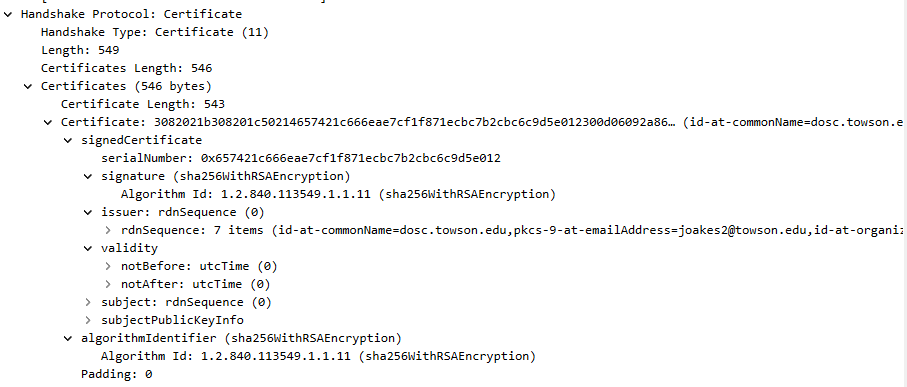 Handshake Protocol: Certificate
Handshake Type: Certificate (11)
Length: 549
Certificates Length: 546
Certificates (546 bytes)
Certificate Length: 543
Certificate: 3082021b308201c50214657421c666eae7cf1f871ecbc7b2cbc6c9d5e012300d06092a86… (id-at-commonName=dosc.towson.e
signedCertificate
serialNumber: 0x657421c666eae7cf1f871ecbc7b2cbc6c9d5e012
signature (sha256WithRSAEncryption)
Algorithm Id: 1.2.840.113549.1.1.11 (sha256WithRSAEncryption)
issuer: rdnSequence (0)
rdnSequence: 7 items (id-at-commonName=dosc.towson.edu,pkcs-9-at-emailAddress=joakes2@towson.edu,id-at-organiz
validity
notBefore: utcTime (0)
notAfter: utcTime (0)
subject: rdnSequence (0)
subjectPublicKeyInfo
algorithmIdentifier (sha256WithRSAEncryption)
Algorithm Id: 1.2.840.113549.1.1.11 (sha256WithRSAEncryption)
Padding: 0